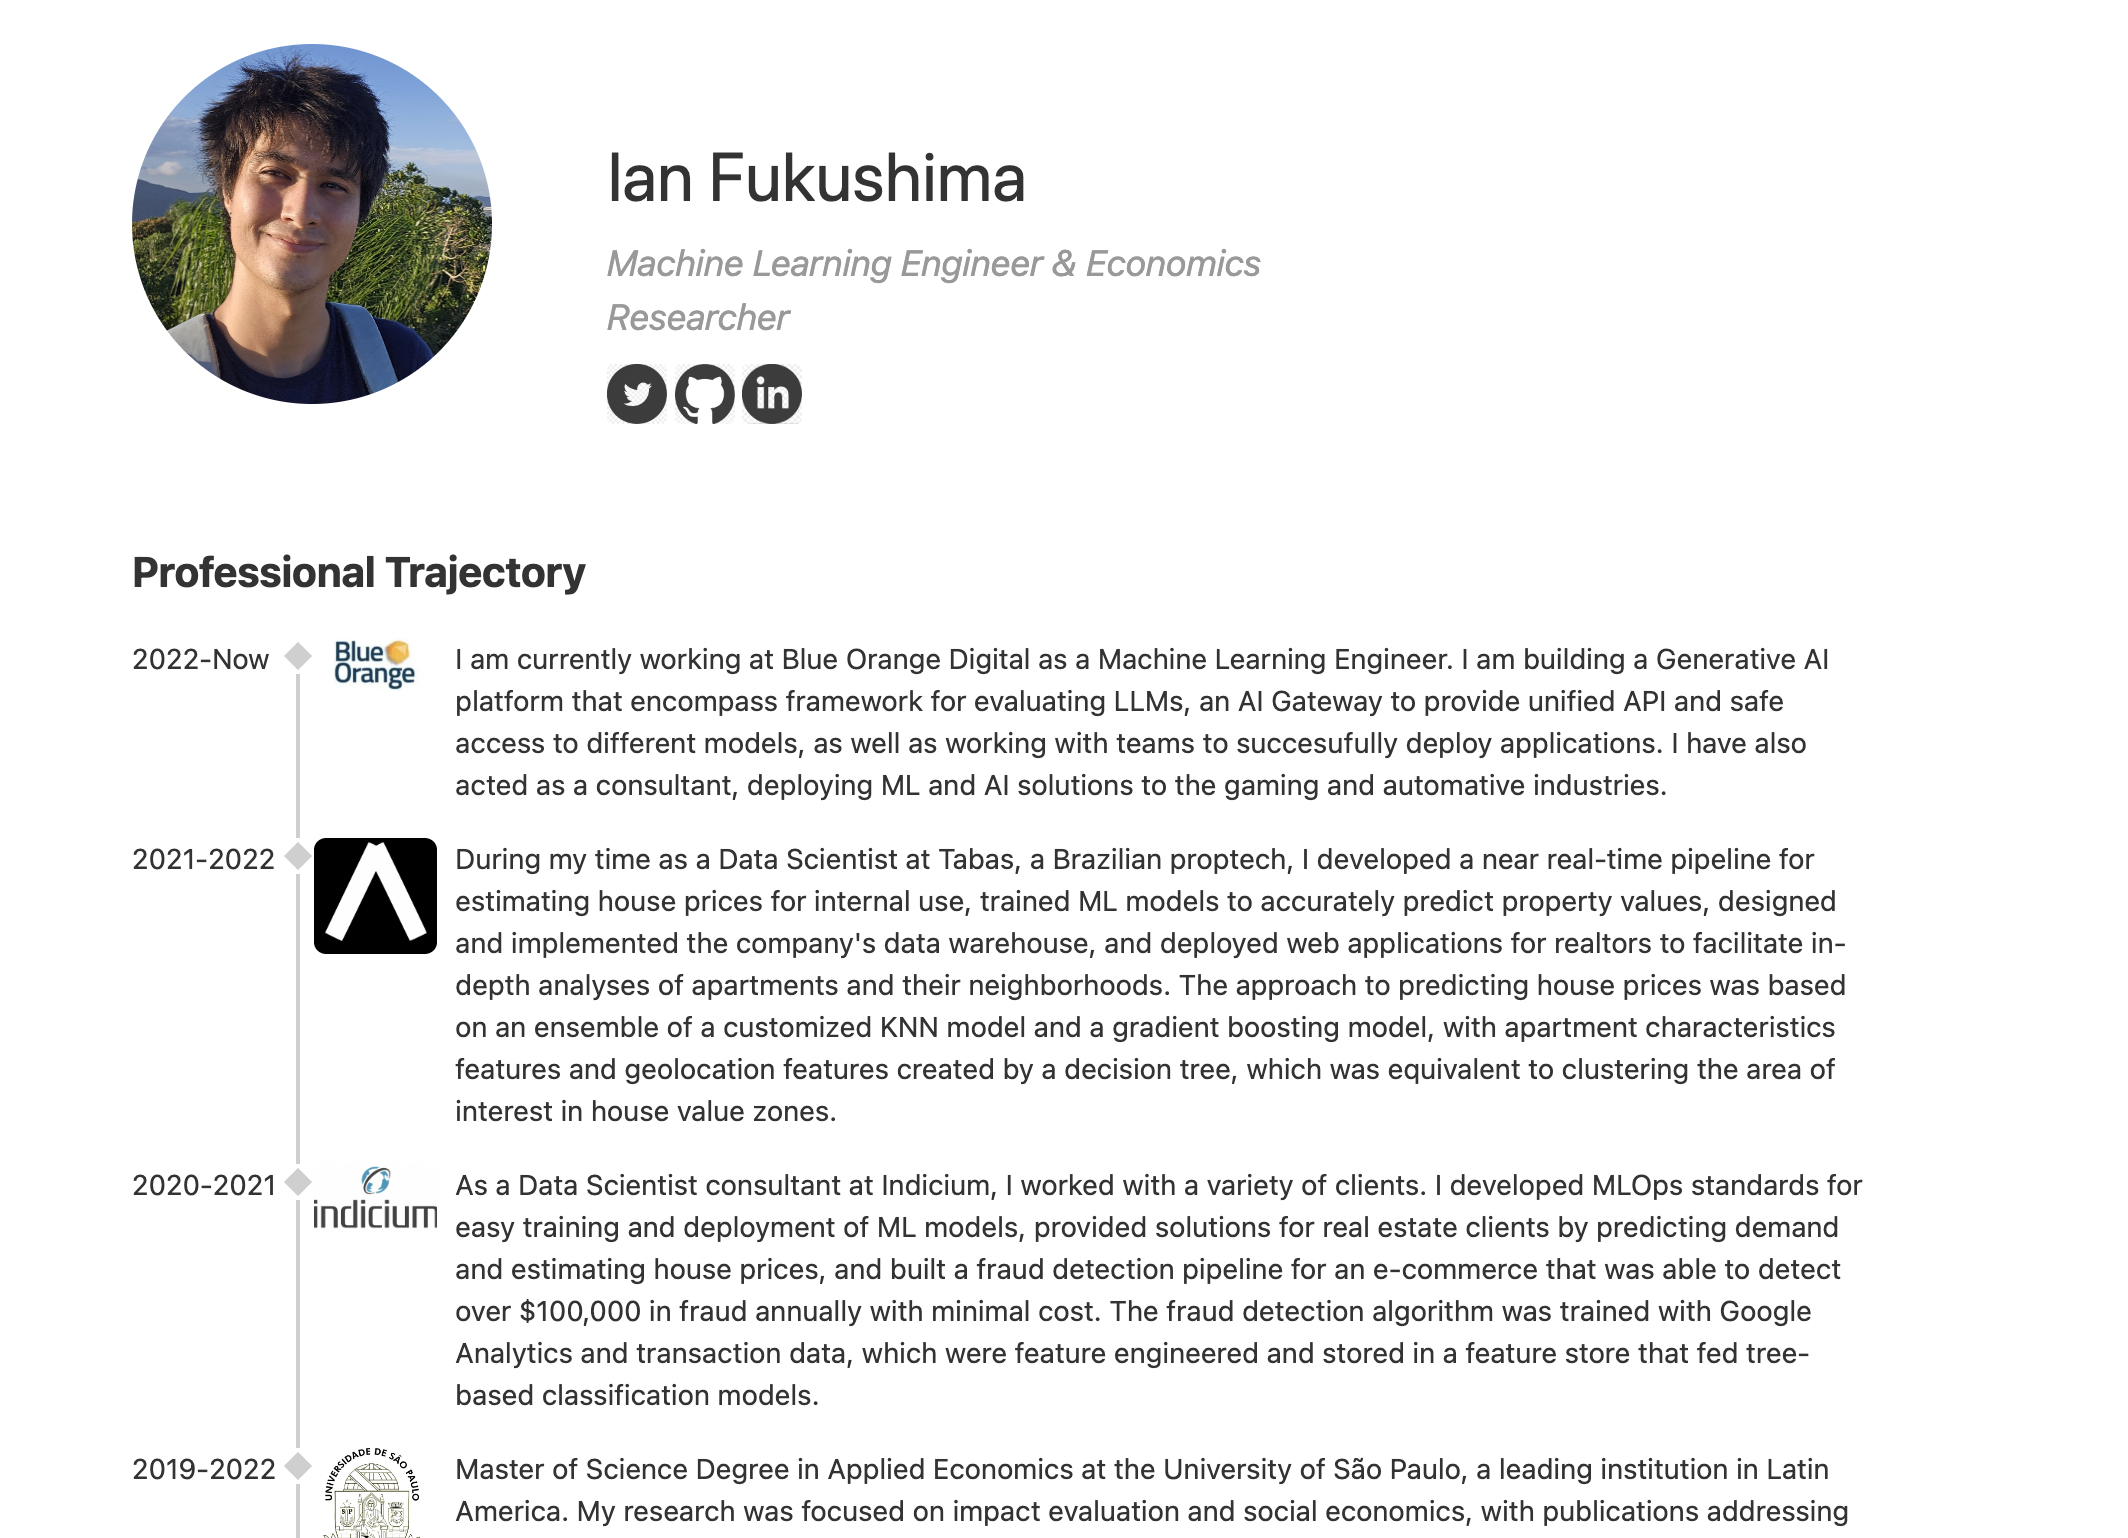 Ian Fukushima
Machine Learning Engineer & Economics
Researcher
in
Professional Trajectory
2022-Now
Blue
Orange
I am currently working at Blue Orange Digital as a Machine Learning Engineer. I am building a Generative AI
platform that encompass framework for evaluating LLMs, an AI Gateway to provide unified API and safe
access to different models, as well as working with teams to succesufully deploy applications. I have also
acted as a consultant, deploying ML and AI solutions to the gaming and automative industries.
2021-2022
During my time as a Data Scientist at Tabas, a Brazilian proptech, I developed a near real-time pipeline for
estimating house prices for internal use, trained ML models to accurately predict property values, designed
and implemented the company's data warehouse, and deployed web applications for realtors to facilitate in-
depth analyses of apartments and their neighborhoods. The approach to predicting house prices was based
on an ensemble of a customized KNN model and a gradient boosting model, with apartment characteristics
features and geolocation features created by a decision tree, which was equivalent to clustering the area of
interest in house value zones.
2020-2021
indicium
As a Data Scientist consultant at Indicium, I worked with a variety of clients. I developed MLOps standards for
easy training and deployment of ML models, provided solutions for real estate clients by predicting demand
and estimating house prices, and built a fraud detection pipeline for an e-commerce that was able to detect
over $100,000 in fraud annually with minimal cost. The fraud detection algorithm was trained with Google
Analytics and transaction data, which were feature engineered and stored in a feature store that fed tree-
based classification models.
2019-2022
UNIVERSIDADE DE SÃO PAULO
Master of Science Degree in Applied Economics at the University of São Paulo, a leading institution in Latin
America. My research was focused on impact evaluation and social economics, with publications addressing